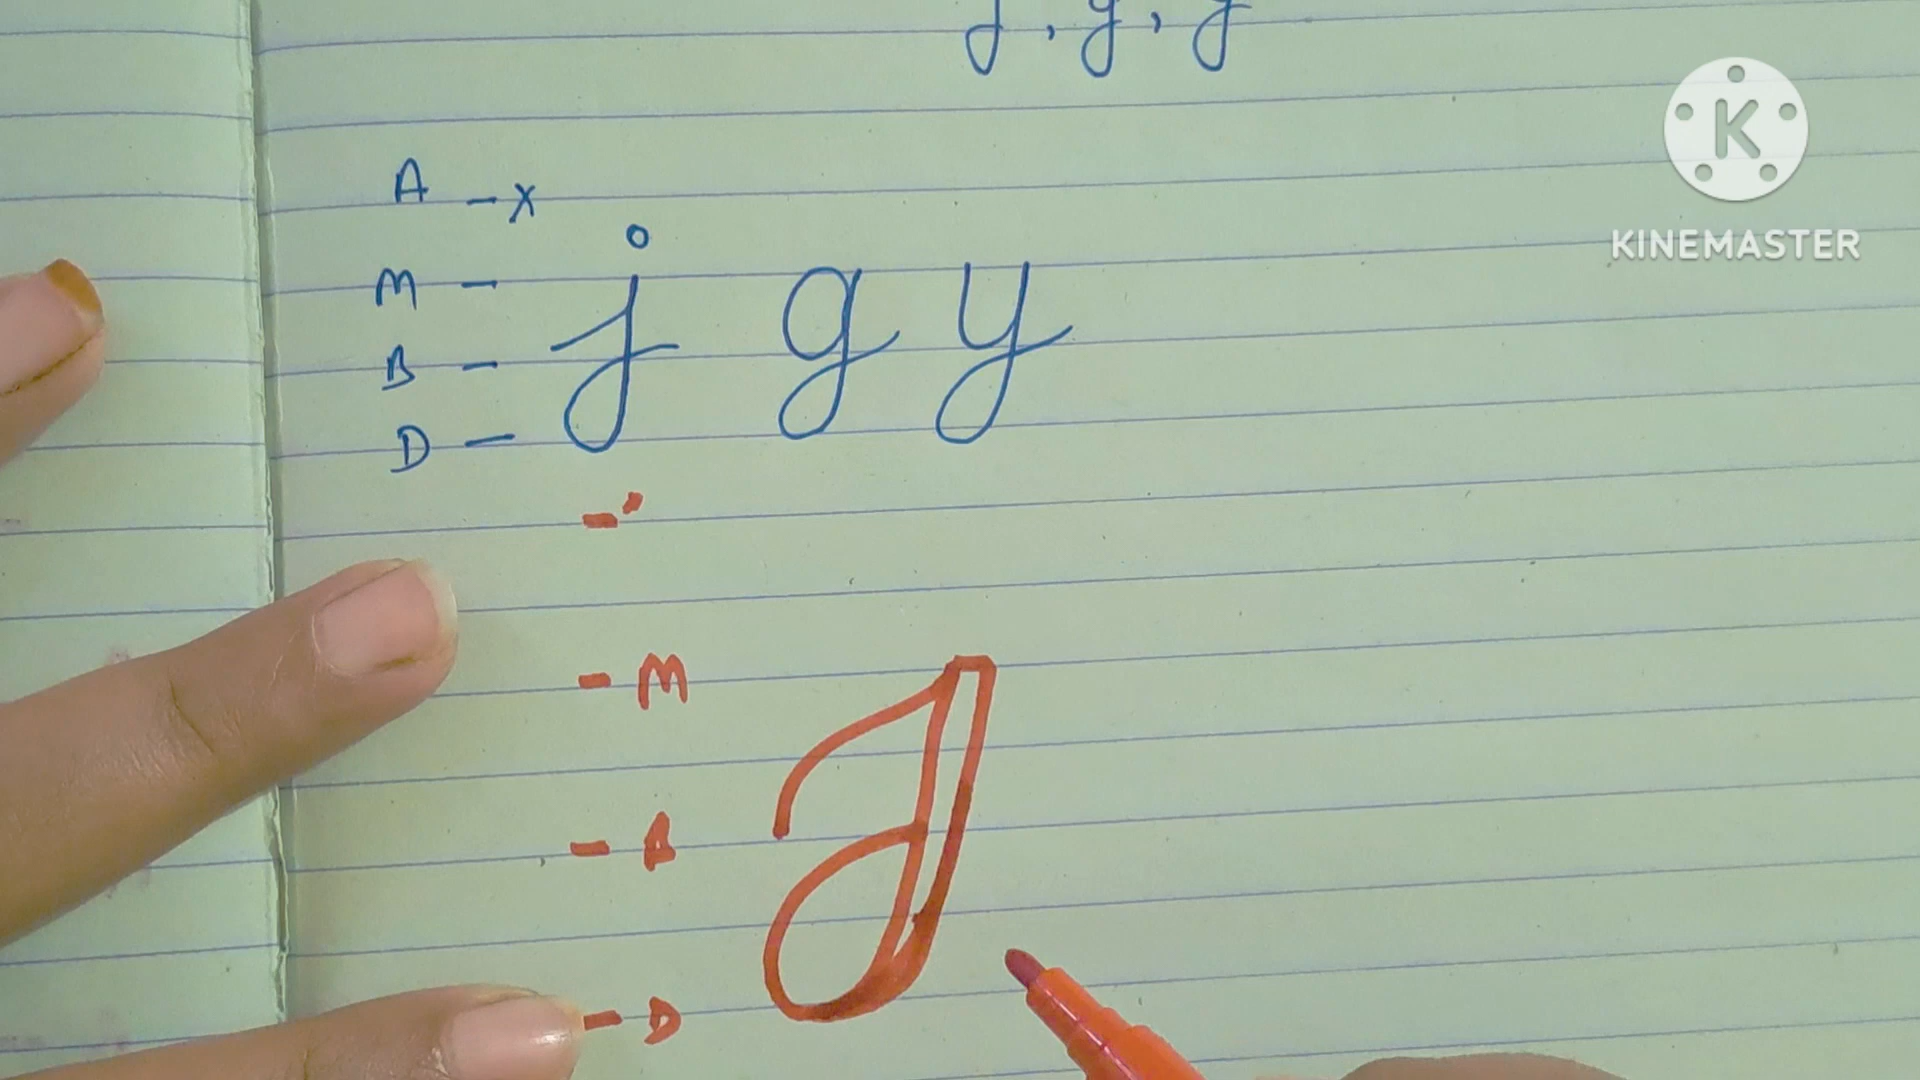 j, g, y
A - x
M - j g y
B -
D -
- '
- M
- B
- D
j
K
KINEMASTER